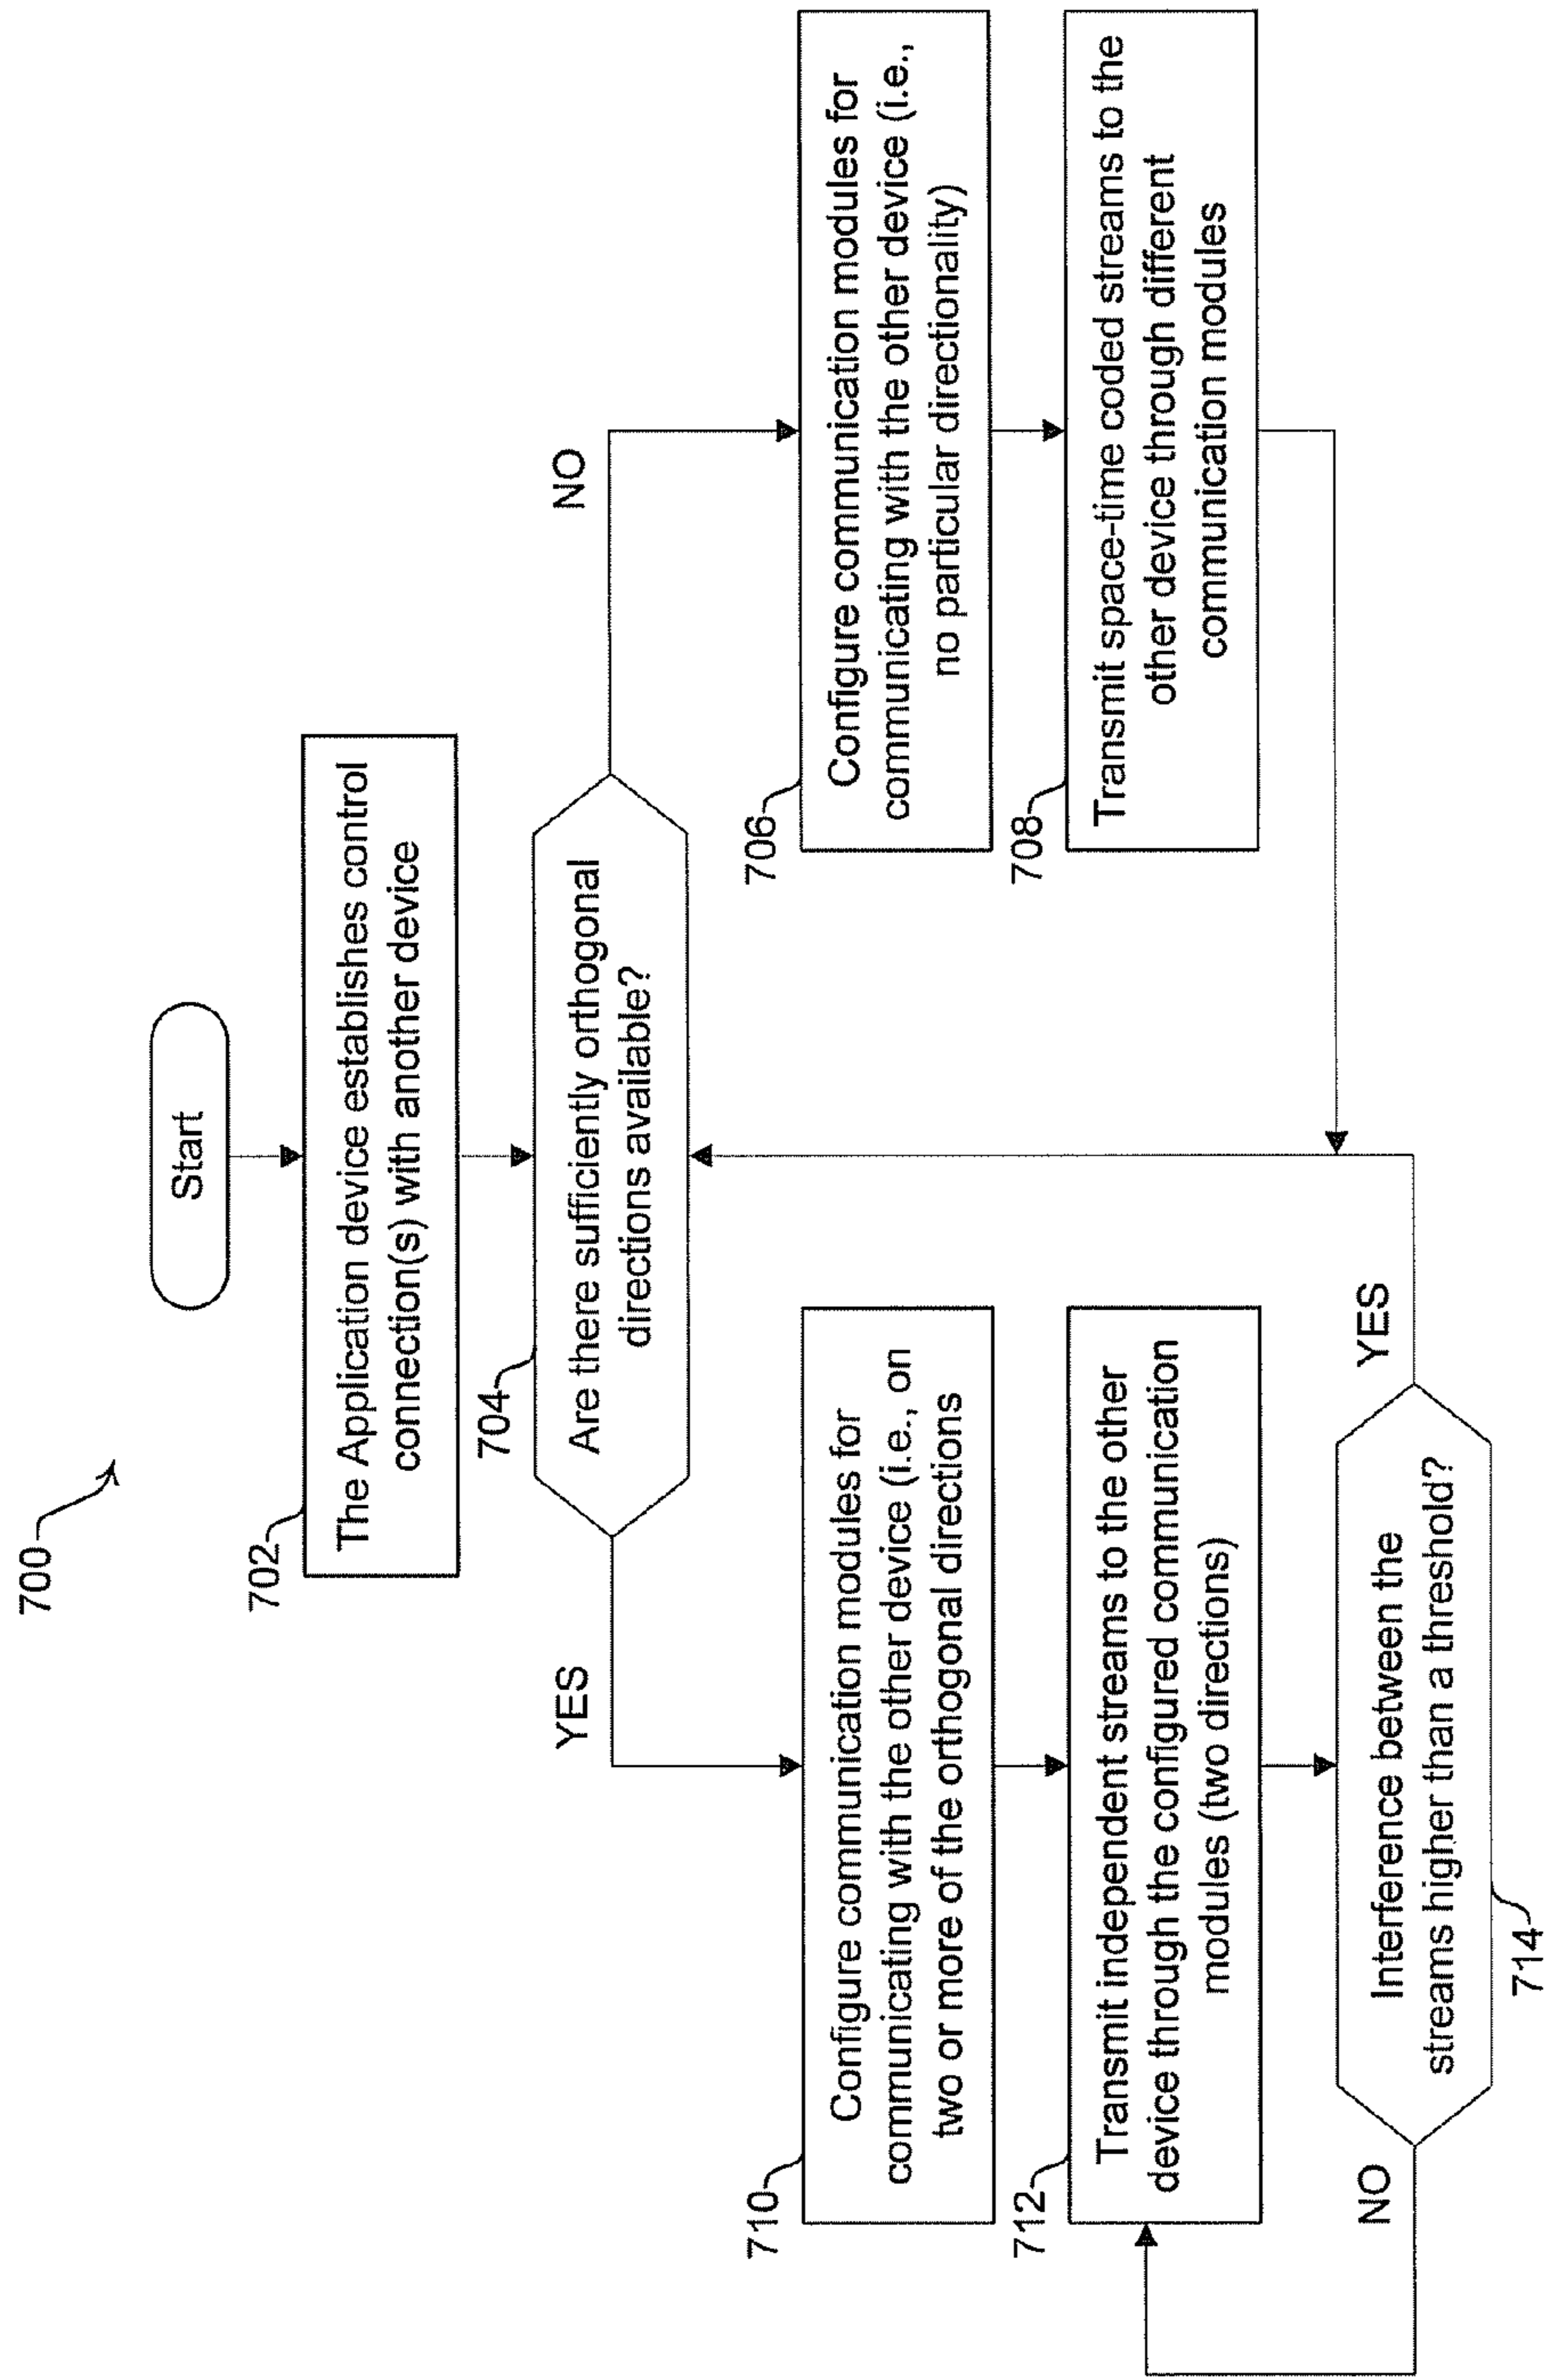 700
Start
702
The Application device establishes control
connection(s) with another device
704
Are there sufficiently orthogonal
directions available?
YES
NO
710
Configure communication modules for
communicating with the other device (i.e., on
two or more of the orthogonal directions
706
Configure communication modules for
communicating with the other device (i.e.,
no particular directionality)
712
Transmit independent streams to the other
device through the configured communication
modules (two directions)
708
Transmit space-time coded streams to the
other device through different
communication modules
NO
Interference between the
streams higher than a threshold?
YES
714